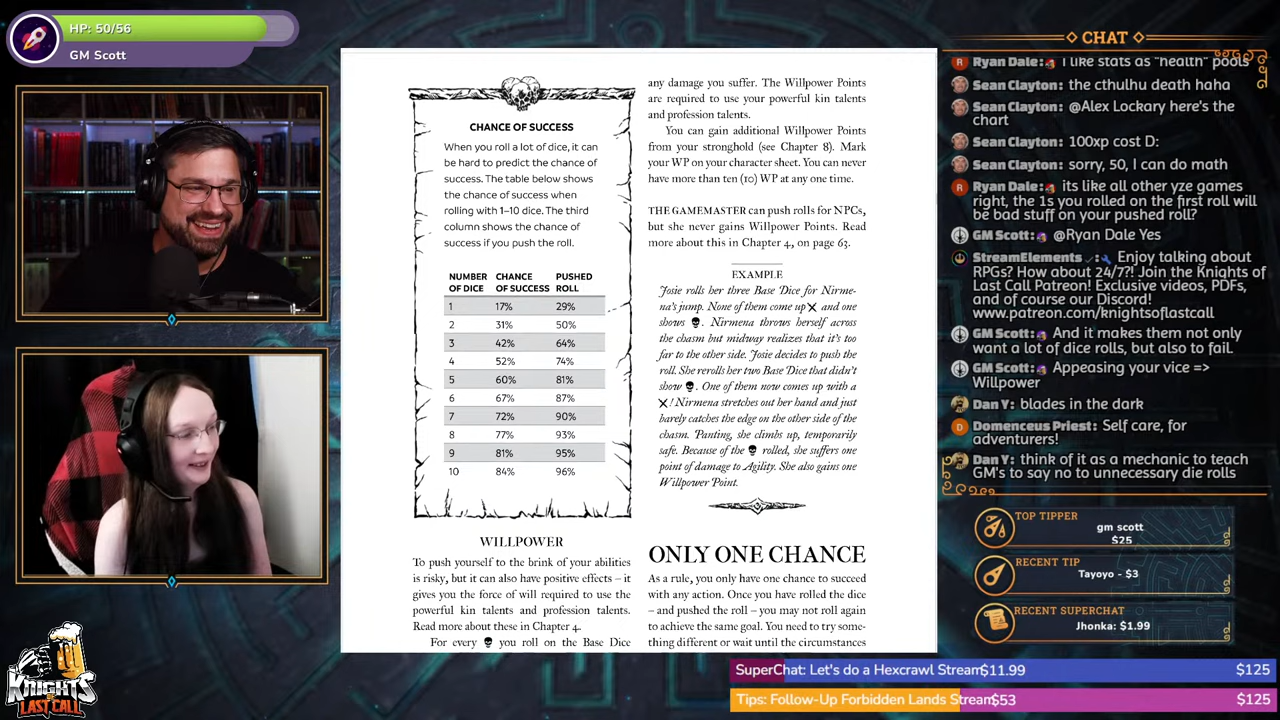 HP: 50/56
GM Scott
CHANCE OF SUCCESS
When you roll a lot of dice, it can
be hard to predict the chance of
success. The table below shows
the chance of success when
rolling with 1–10 dice. The third
column shows the chance of
success if you push the roll.
NUMBER OF DICE CHANCE OF SUCCESS PUSHED ROLL
1 17% 29%
2 31% 50%
3 42% 64%
4 52% 74%
5 60% 81%
6 67% 87%
7 72% 90%
8 77% 93%
9 81% 95%
10 84% 96%
WILLPOWER
To push yourself to the brink of your abilities
is risky, but it can also have positive effects – it
gives you the force of will required to use the
powerful kin talents and profession talents.
Read more about these in Chapter 4.
For every you roll on the Base Dice
any damage you suffer. The Willpower Points
are required to use your powerful kin talents
and profession talents.
You can gain additional Willpower Points
from your stronghold (see Chapter 8). Mark
your WP on your character sheet. You can never
have more than ten (10) WP at any one time.
THE GAMEMASTER can push rolls for NPCs,
but she never gains Willpower Points. Read
more about this in Chapter 4, on page 63.
EXAMPLE
Josie rolls her three Base Dice for Nirme-
na's jump. None of them come up and one
shows . Nirmena throws herself across
the chasm but midway realizes that it's too
far to the other side. Josie decides to push the
roll. She rerolls her two Base Dice that didn't
show . One of them now comes up with a
! Nirmena stretches out her hand and just
barely catches the edge on the other side of the
chasm. Panting, she climbs up, temporarily
safe. Because of the rolled, she suffers one
point of damage to Agility. She also gains one
Willpower Point.
ONLY ONE CHANCE
As a rule, you only have one chance to succeed
with any action. Once you have rolled the dice
– and pushed the roll – you may not roll again
to achieve the same goal. You need to try some-
thing different or wait until the circumstances
CHAT
Ryan Dale: I like stats as "health" pools
Sean Clayton: the cthulhu death haha
Sean Clayton: @Alex Lockary here's the
chart
Sean Clayton: 100xp cost D:
Sean Clayton: sorry, 50, I can do math
Ryan Dale: its like all other yze games
right, the 1s you rolled on the first roll will
be bad stuff on your pushed roll?
GM Scott: @Ryan Dale Yes
StreamElements: Enjoy talking about
RPGs? How about 24/7?! Join the Knights of
Last Call Patreon! Exclusive videos, PDFs,
and of course our Discord!
www.patreon.com/knightsoflastcall
GM Scott: And it makes them not only
want a lot of dice rolls, but also to fail.
GM Scott: Appeasing your vice =>
Willpower
Dan Y: blades in the dark
Domenceus Priest: Self care, for
adventurers!
Dan Y: think of it as a mechanic to teach
GM's to say no to unnecessary die rolls
TOP TIPPER
gm scott
$25
RECENT TIP
Tayoyo - $3
RECENT SUPERCHAT
Jhonka: $1.99
SuperChat: Let's do a Hexcrawl Stream $11.99 $125
Tips: Follow-Up Forbidden Lands Stream $53 $125
KNIGHTS
OF
LAST CALL